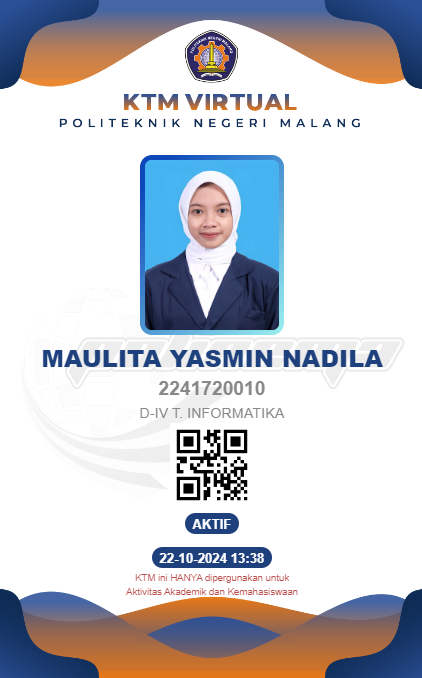 KTM VIRTUAL
POLITEKNIK NEGERI MALANG
MAULITA YASMIN NADILA
2241720010
D-IV T. INFORMATIKA
AKTIF
22-10-2024 13:38
KTM ini HANYA dipergunakan untuk
Aktivitas Akademik dan Kemahasiswaan